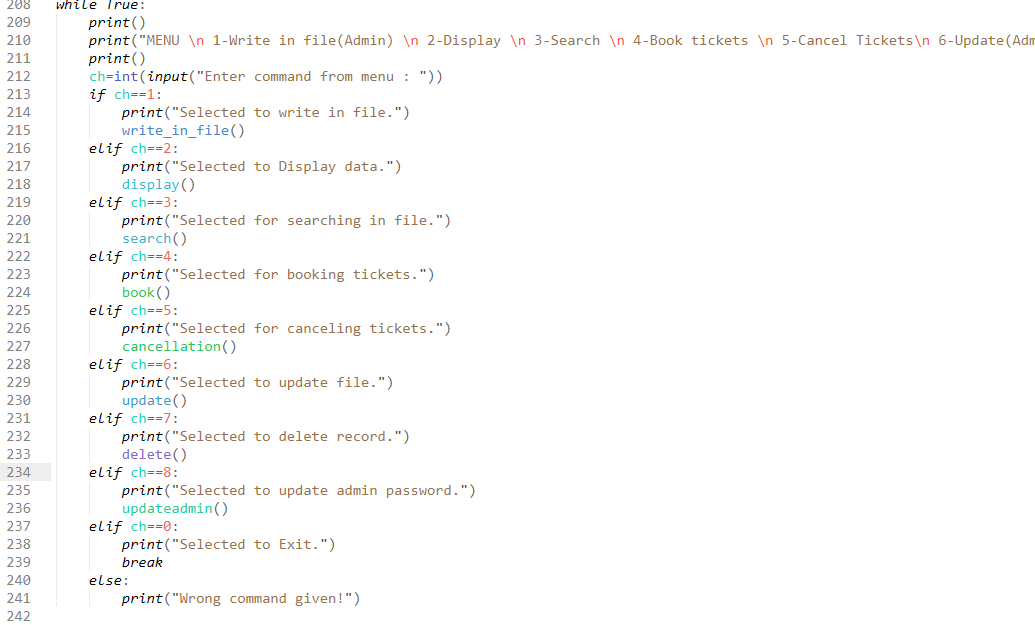 208 while True:
209     print()
210     print("MENU \n 1-Write in file(Admin) \n 2-Display \n 3-Search \n 4-Book tickets \n 5-Cancel Tickets\n 6-Update(Adm
211     print()
212     ch=int(input("Enter command from menu : "))
213     if ch==1:
214         print("Selected to write in file.")
215         write_in_file()
216     elif ch==2:
217         print("Selected to Display data.")
218         display()
219     elif ch==3:
220         print("Selected for searching in file.")
221         search()
222     elif ch==4:
223         print("Selected for booking tickets.")
224         book()
225     elif ch==5:
226         print("Selected for canceling tickets.")
227         cancellation()
228     elif ch==6:
229         print("Selected to update file.")
230         update()
231     elif ch==7:
232         print("Selected to delete record.")
233         delete()
234     elif ch==8:
235         print("Selected to update admin password.")
236         updateadmin()
237     elif ch==0:
238         print("Selected to Exit.")
239         break
240     else:
241         print("Wrong command given!")
242